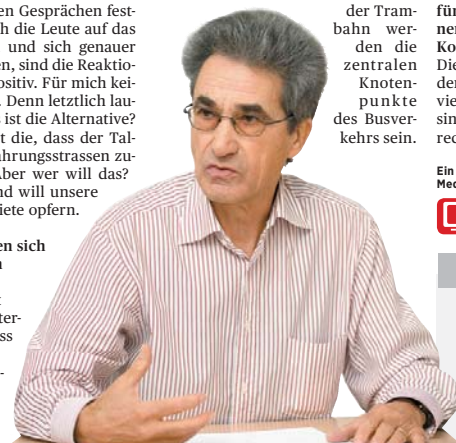 en Gesprächen fest-
h die Leute auf das
und sich genauer
en, sind die Reaktio-
ositiv. Für mich kei-
. Denn letztlich lau-
ist die Alternative?
t die, dass der Tal-
ahrungsstrassen zu-
Aber wer will das?
nd will unsere
iete opfern.
en sich
n
t
ter-
ss
-
der Tram-
bahn wer-
den die
zentralen
Knoten-
punkte
des Busver-
kehrs sein.
für
nen
Ko
Die
der
vie
sin
rec
Ein
Med